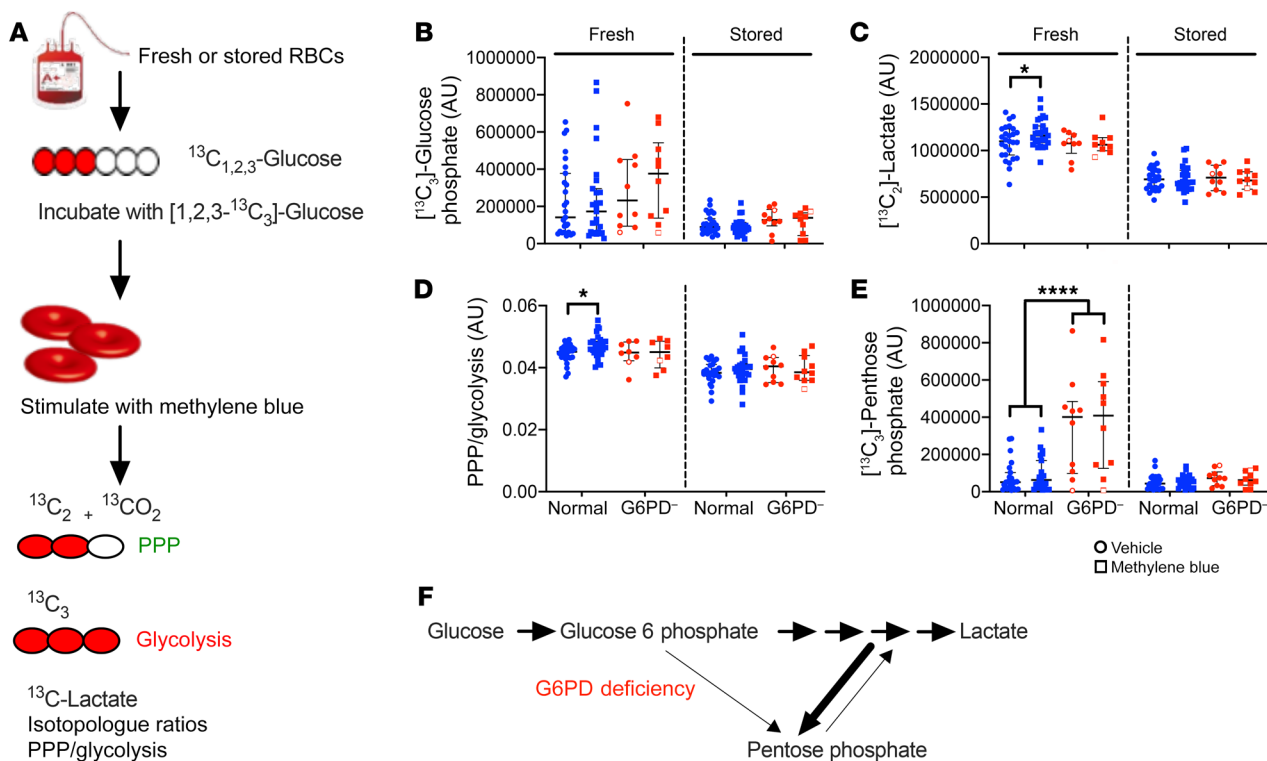 A
Fresh or stored RBCs
A+
¹³C₁,₂,₃-Glucose
Incubate with [1,2,3-¹³C₃]-Glucose
Stimulate with methylene blue
¹³C₂ + ¹³CO₂
PPP
¹³C₃
Glycolysis
¹³C-Lactate
Isotopologue ratios
PPP/glycolysis
B
Fresh Stored
[¹³C₃]-Glucose
phosphate (AU)
1000000
800000
600000
400000
200000
0
C
Fresh Stored
[¹³C₂]-Lactate (AU)
2000000
1500000
1000000
500000
0
*
D
PPP/glycolysis (AU)
0.06
0.04
0.02
0.00
*
Normal G6PD⁻ Normal G6PD⁻
E
[¹³C₃]-Penthose
phosphate (AU)
1000000
800000
600000
400000
200000
0
****
Normal G6PD⁻ Normal G6PD⁻
Vehicle
Methylene blue
F
Glucose Glucose 6 phosphate Lactate
G6PD deficiency
Pentose phosphate